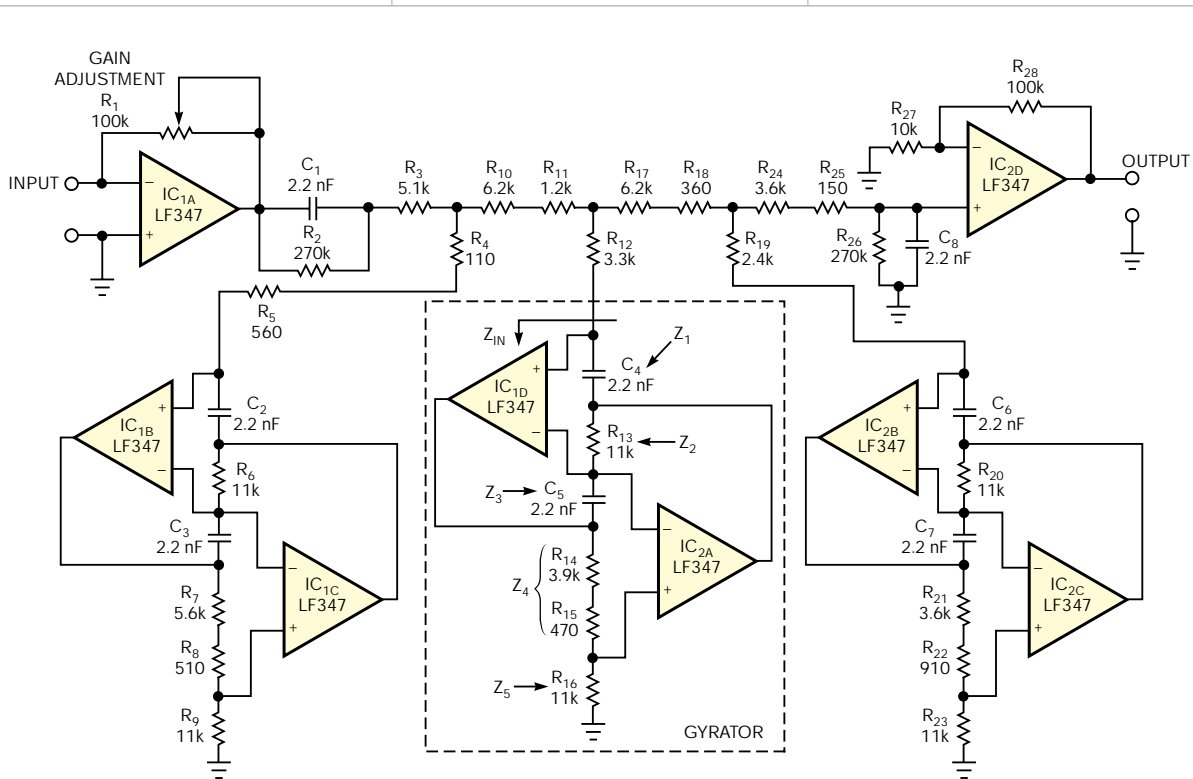 GAIN
ADJUSTMENT
R1
100k
INPUT
−
+
IC1A
LF347
C1
2.2 nF
R2
270k
R3
5.1k
R10
6.2k
R11
1.2k
R17
6.2k
R18
360
R24
3.6k
R25
150
R27
10k
R28
100k
−
+
IC2D
LF347
OUTPUT
R4
110
R5
560
R12
3.3k
R19
2.4k
R26
270k
C8
2.2 nF
ZIN
Z1
+
−
IC1D
LF347
C4
2.2 nF
R13
11k
Z2
Z3
C5
2.2 nF
−
+
IC2A
LF347
Z4
R14
3.9k
R15
470
Z5
R16
11k
GYRATOR
+
−
IC1B
LF347
C2
2.2 nF
R6
11k
C3
2.2 nF
−
+
IC1C
LF347
R7
5.6k
R8
510
R9
11k
+
−
IC2B
LF347
C6
2.2 nF
R20
11k
C7
2.2 nF
−
+
IC2C
LF347
R21
3.6k
R22
910
R23
11k